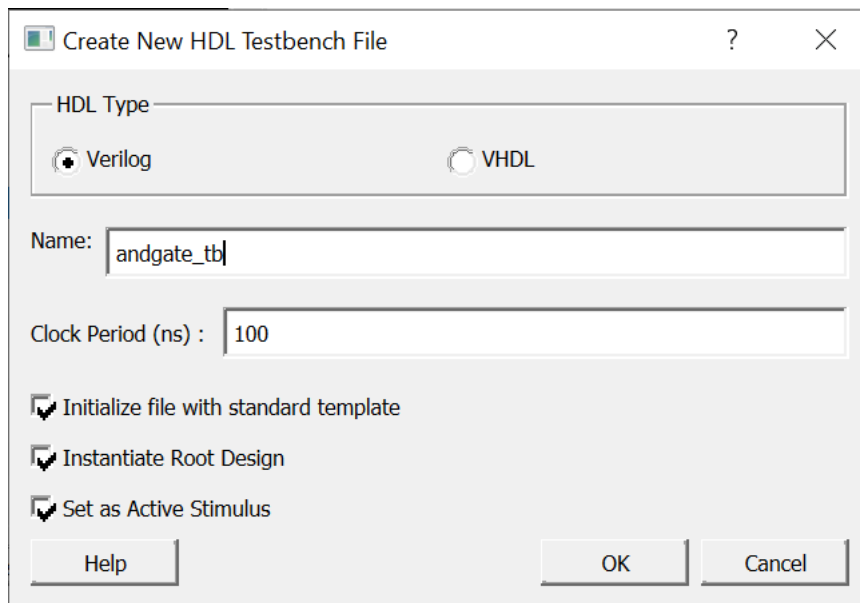 Create New HDL Testbench File ?
HDL Type
Verilog VHDL
Name: andgate_tb
Clock Period (ns) : 100
Initialize file with standard template
Instantiate Root Design
Set as Active Stimulus
Help OK Cancel